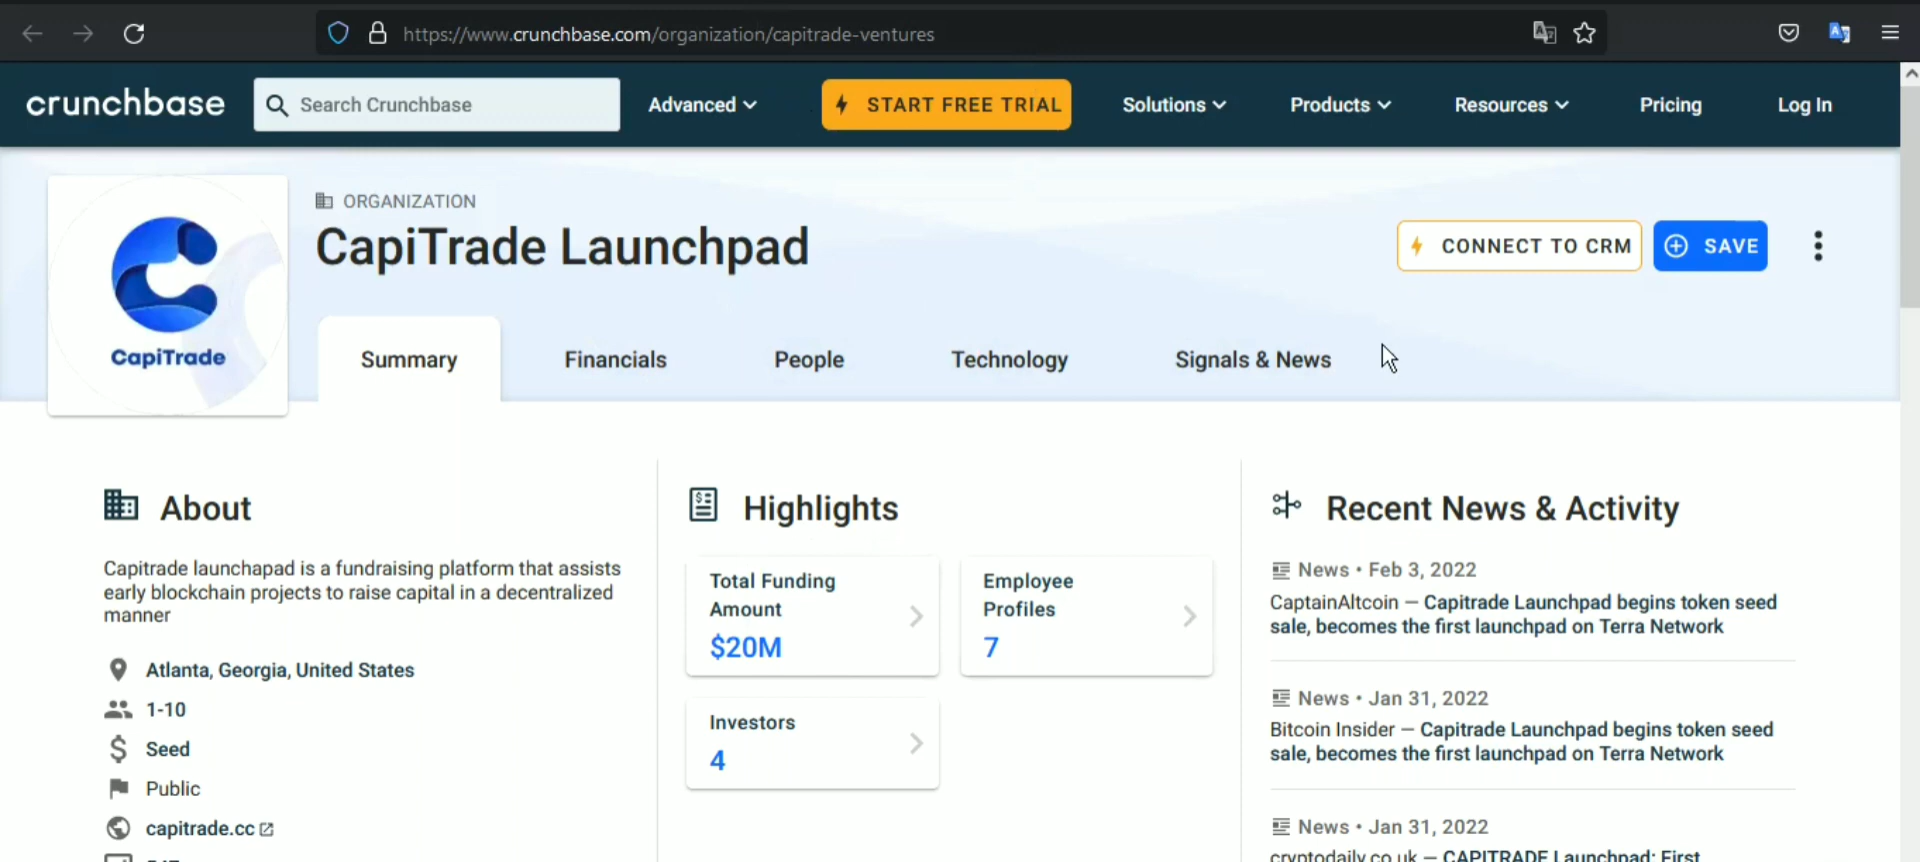 https://www.crunchbase.com/organization/capitrade-ventures
crunchbase
Search Crunchbase
Advanced
START FREE TRIAL
Solutions
Products
Resources
Pricing
Log In
CapiTrade
ORGANIZATION
CapiTrade Launchpad
CONNECT TO CRM
SAVE
Summary
Financials
People
Technology
Signals & News
About
Capitrade launchapad is a fundraising platform that assists
early blockchain projects to raise capital in a decentralized
manner
Atlanta, Georgia, United States
1-10
Seed
Public
capitrade.cc
Highlights
Total Funding
Amount
$20M
Employee
Profiles
7
Investors
4
Recent News & Activity
News • Feb 3, 2022
CaptainAltcoin — Capitrade Launchpad begins token seed
sale, becomes the first launchpad on Terra Network
News • Jan 31, 2022
Bitcoin Insider — Capitrade Launchpad begins token seed
sale, becomes the first launchpad on Terra Network
News • Jan 31, 2022
cryptodaily.co.uk — CAPITRADE Launchpad: First